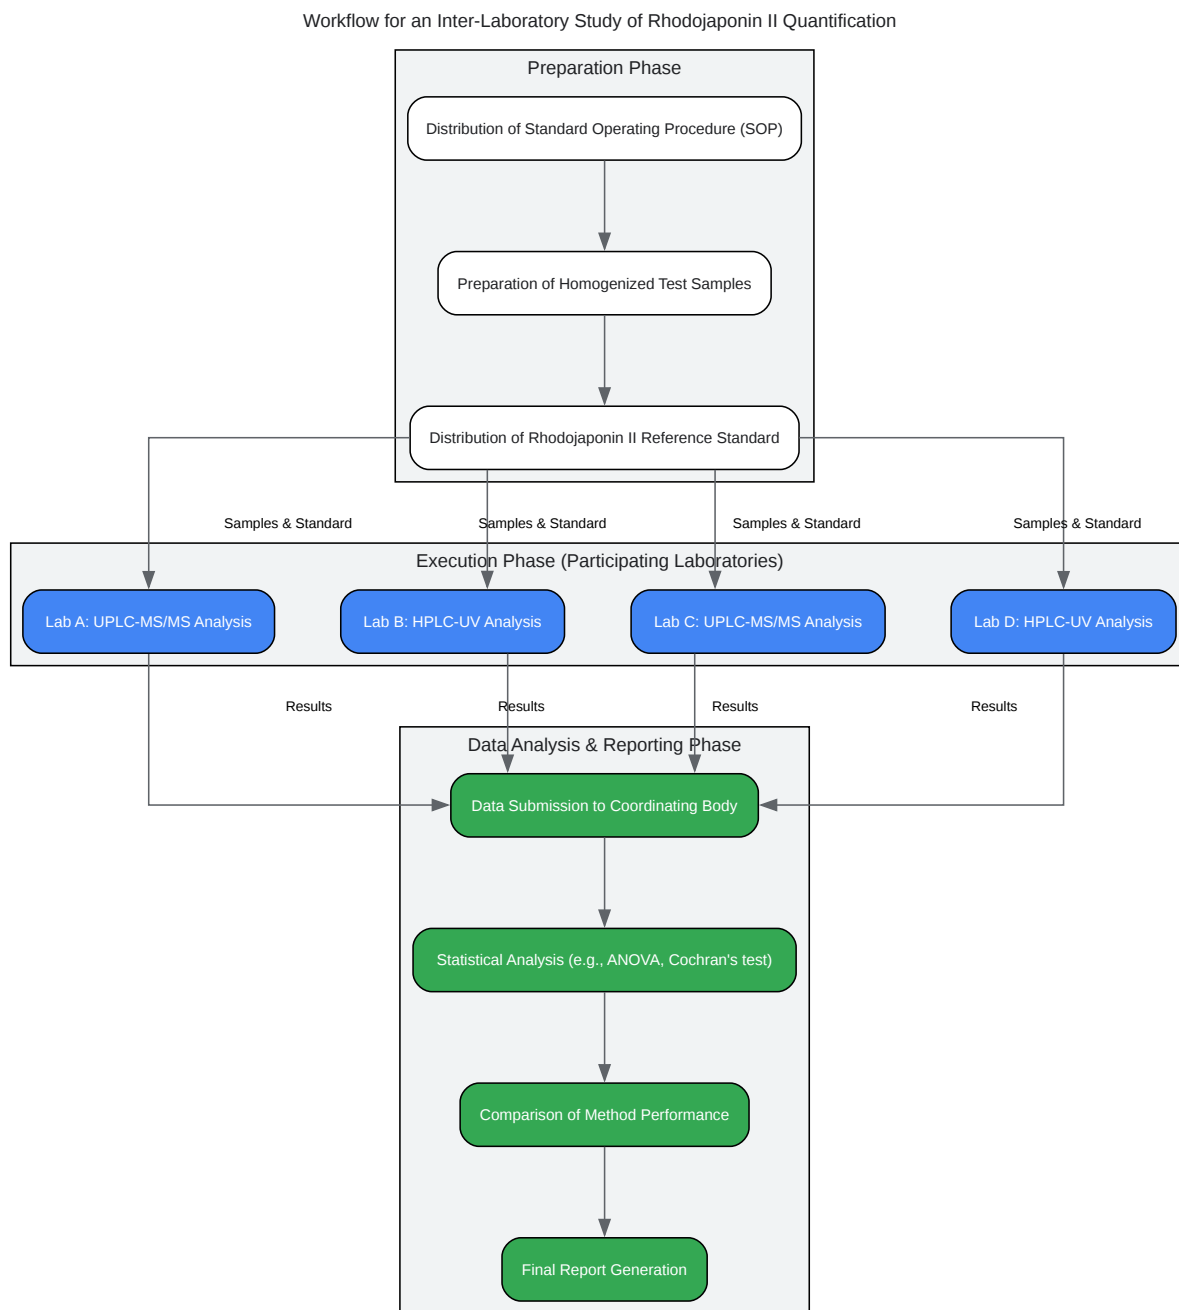 Workflow for an Inter-Laboratory Study of Rhodojaponin II Quantification
Preparation Phase
Distribution of Standard Operating Procedure (SOP)
Preparation of Homogenized Test Samples
Distribution of Rhodojaponin II Reference Standard
Samples & Standard
Samples & Standard
Samples & Standard
Samples & Standard
Execution Phase (Participating Laboratories)
Lab A: UPLC-MS/MS Analysis
Lab B: HPLC-UV Analysis
Lab C: UPLC-MS/MS Analysis
Lab D: HPLC-UV Analysis
Results
Results
Results
Results
Data Analysis & Reporting Phase
Data Submission to Coordinating Body
Statistical Analysis (e.g., ANOVA, Cochran's test)
Comparison of Method Performance
Final Report Generation